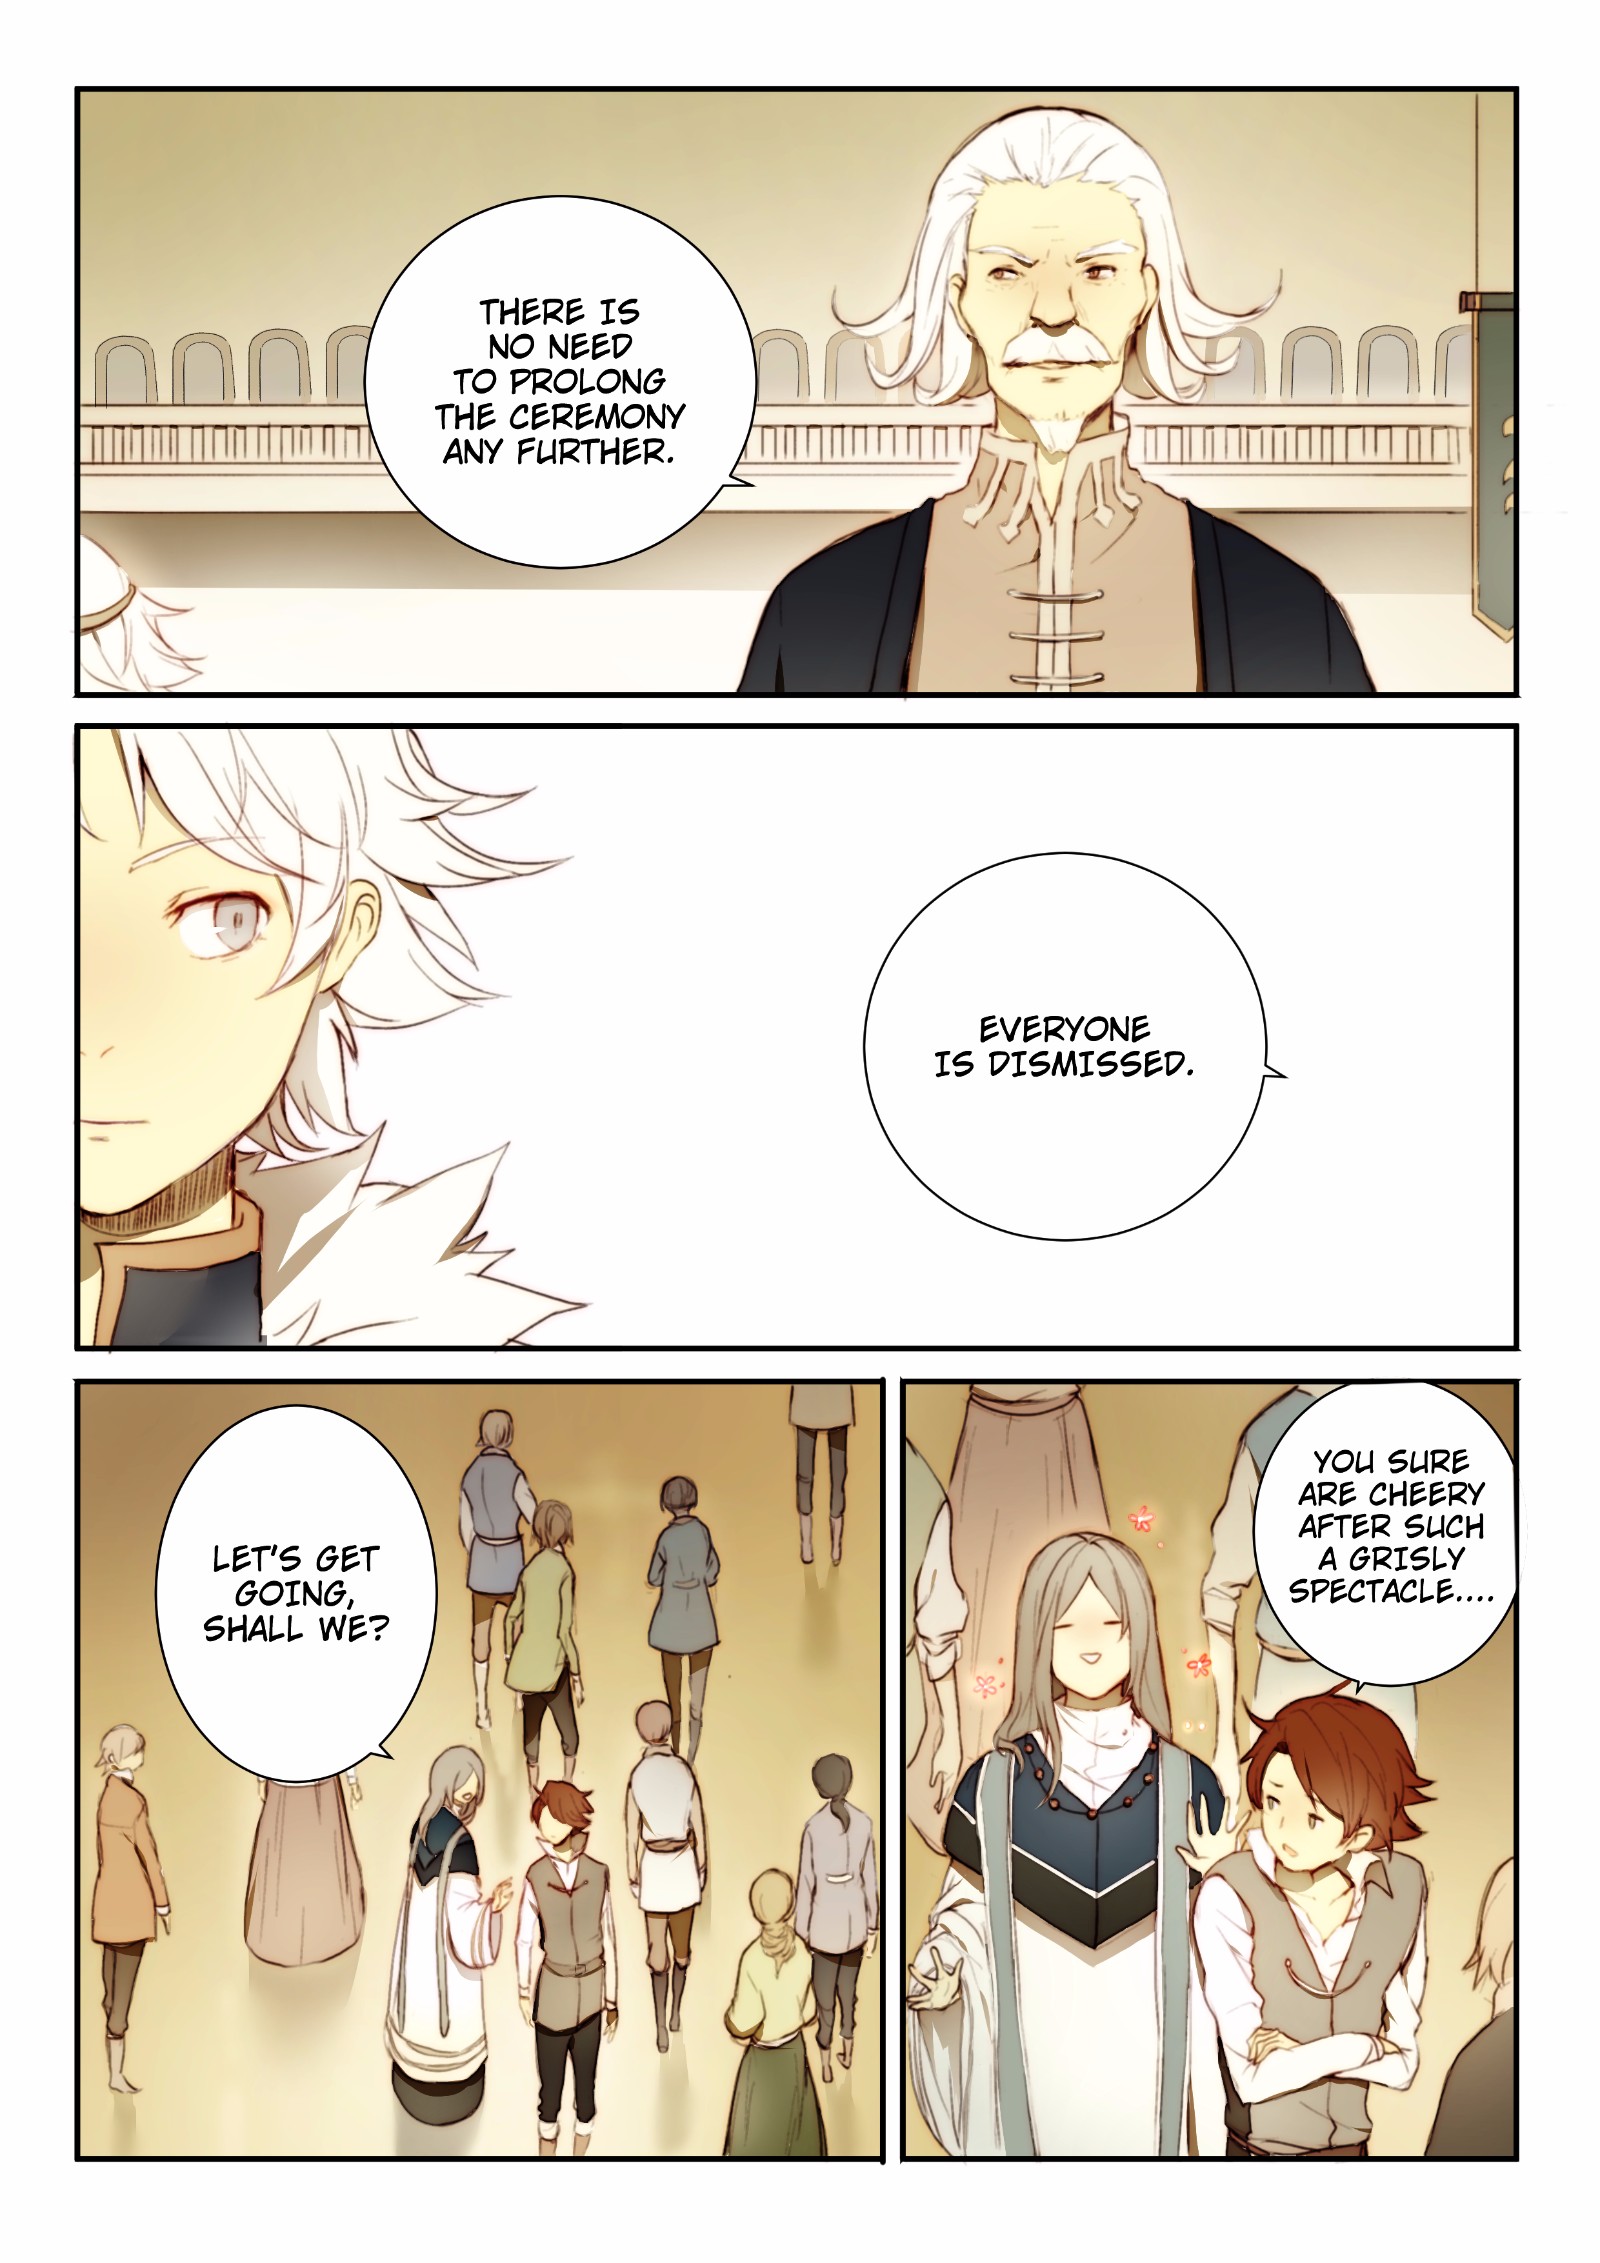 THERE IS
NO NEED
TO PROLONG
THE CEREMONY
ANY FURTHER.
EVERYONE
IS DISMISSED.
LET'S GET
GOING,
SHALL WE?
YOU SURE
ARE CHEERY
AFTER SUCH
A GRISLY
SPECTACLE....